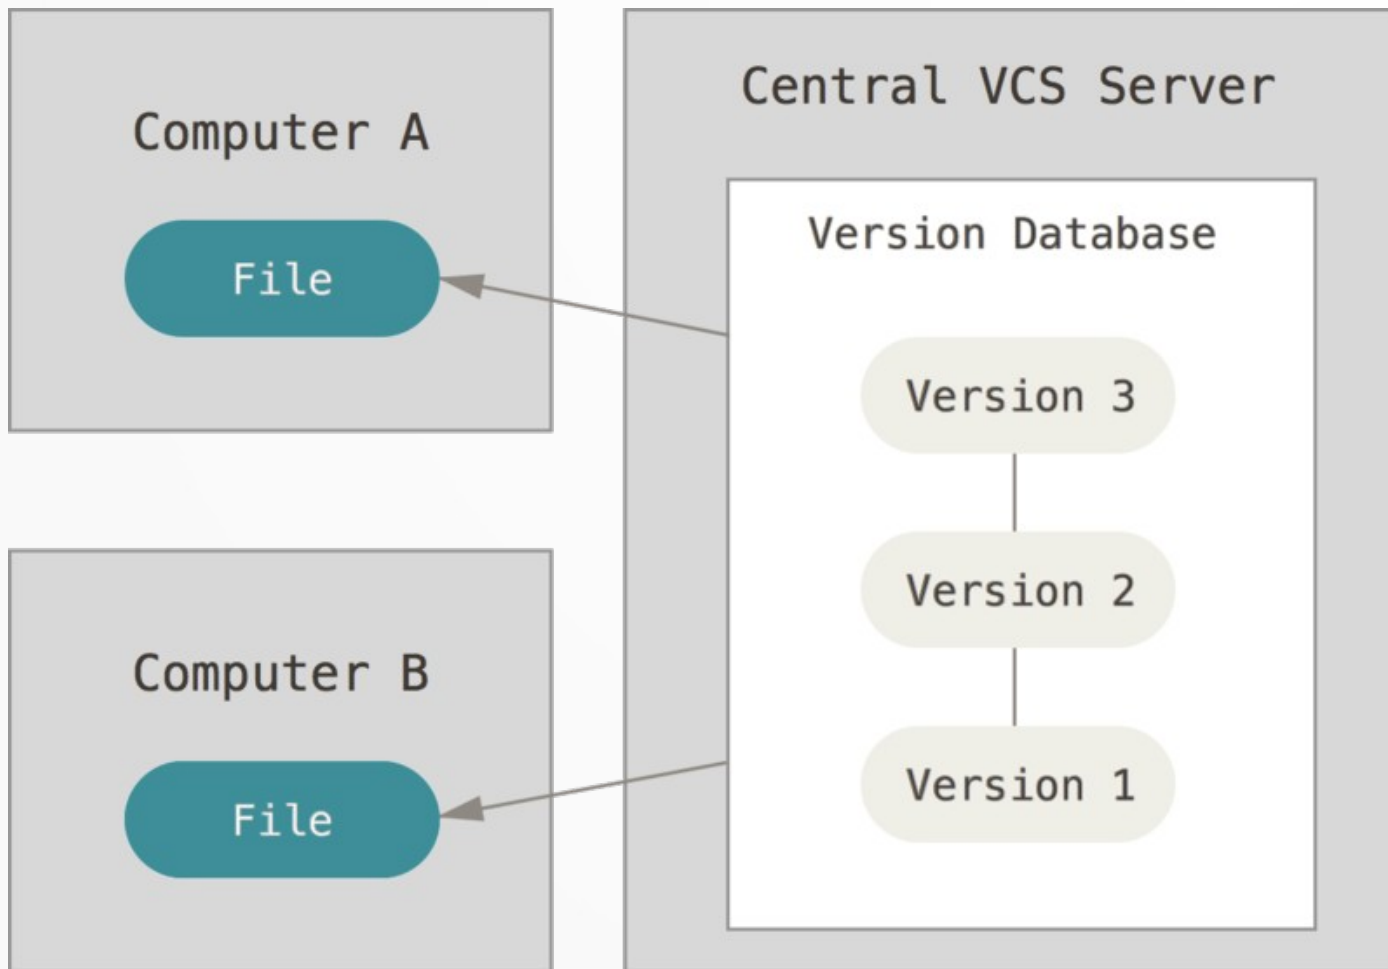 Computer A
File
Computer B
File
Central VCS Server
Version Database
Version 3
Version 2
Version 1